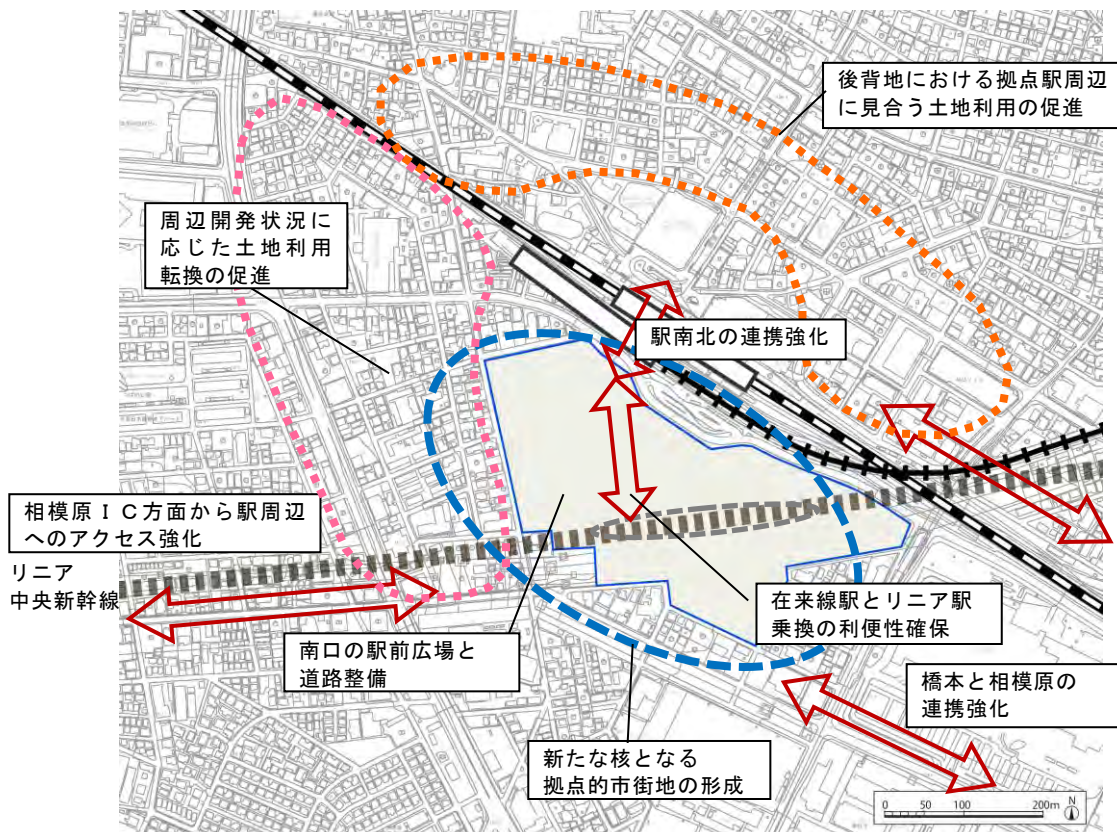 後背地における拠点駅周辺
に見合う土地利用の促進
周辺開発状況に
応じた土地利用
転換の促進
駅南北の連携強化
相模原ＩＣ方面から駅周辺
へのアクセス強化
リニア
中央新幹線
在来線駅とリニア駅
乗換の利便性確保
南口の駅前広場と
道路整備
橋本と相模原の
連携強化
新たな核となる
拠点的市街地の形成
0 50 100 200m
N